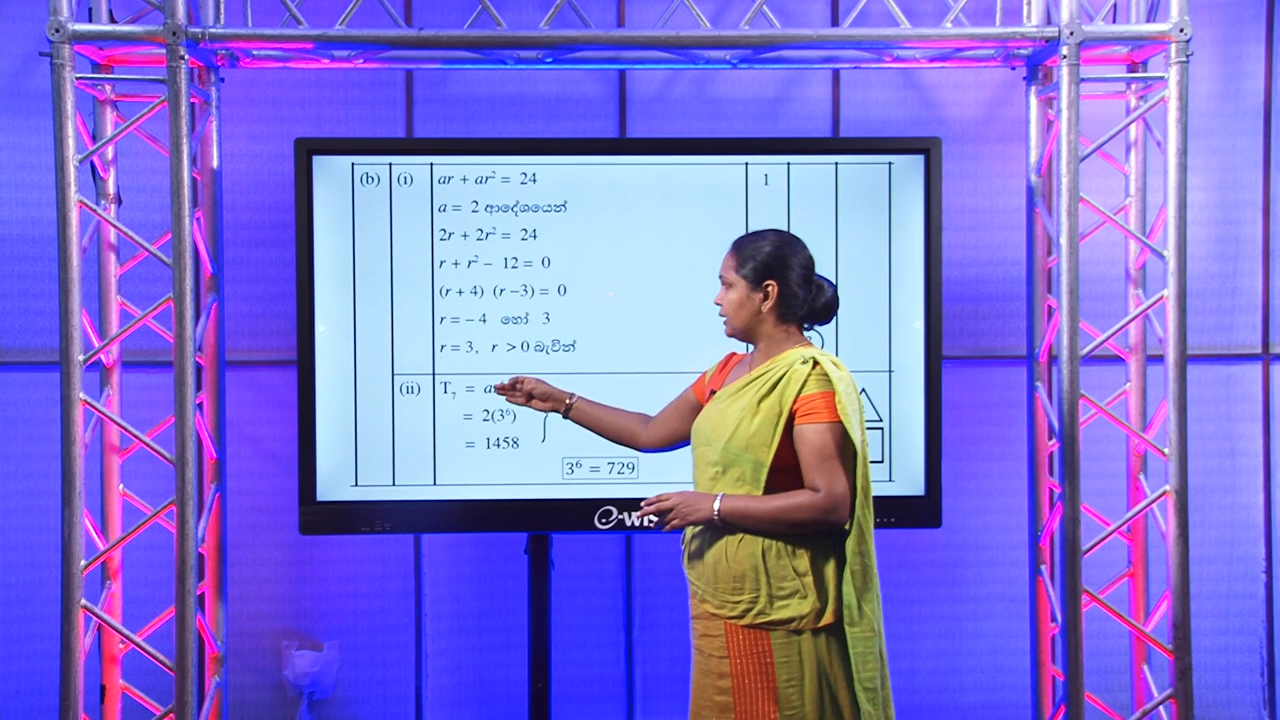 (b) (i) ar + ar² = 24 1
a = 2 ආදේශයෙන්
2r + 2r² = 24
r + r² − 12 = 0
(r + 4) (r −3) = 0
r = − 4 හෝ 3
r = 3, r > 0 බැවින්
(ii) T₇ =
= 2(3⁶)
= 1458
3⁶ = 729